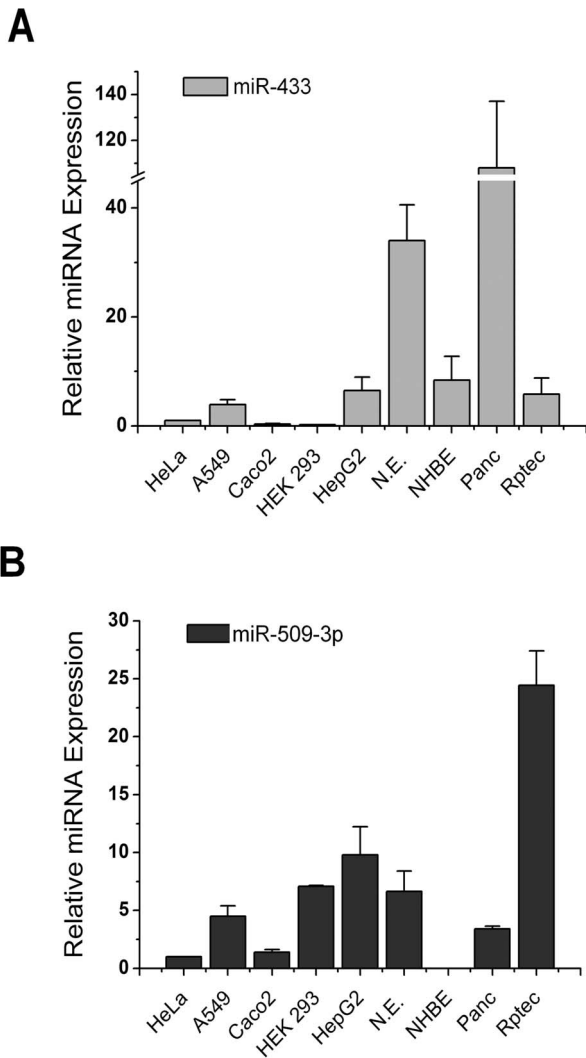 A
miR-433
Relative miRNA Expression
140
120
40
20
0
HeLa
A549
Caco2
HEK 293
HepG2
N.E.
NHBE
Panc
Rptec
B
miR-509-3p
Relative miRNA Expression
30
25
20
15
10
5
0
HeLa
A549
Caco2
HEK 293
HepG2
N.E.
NHBE
Panc
Rptec